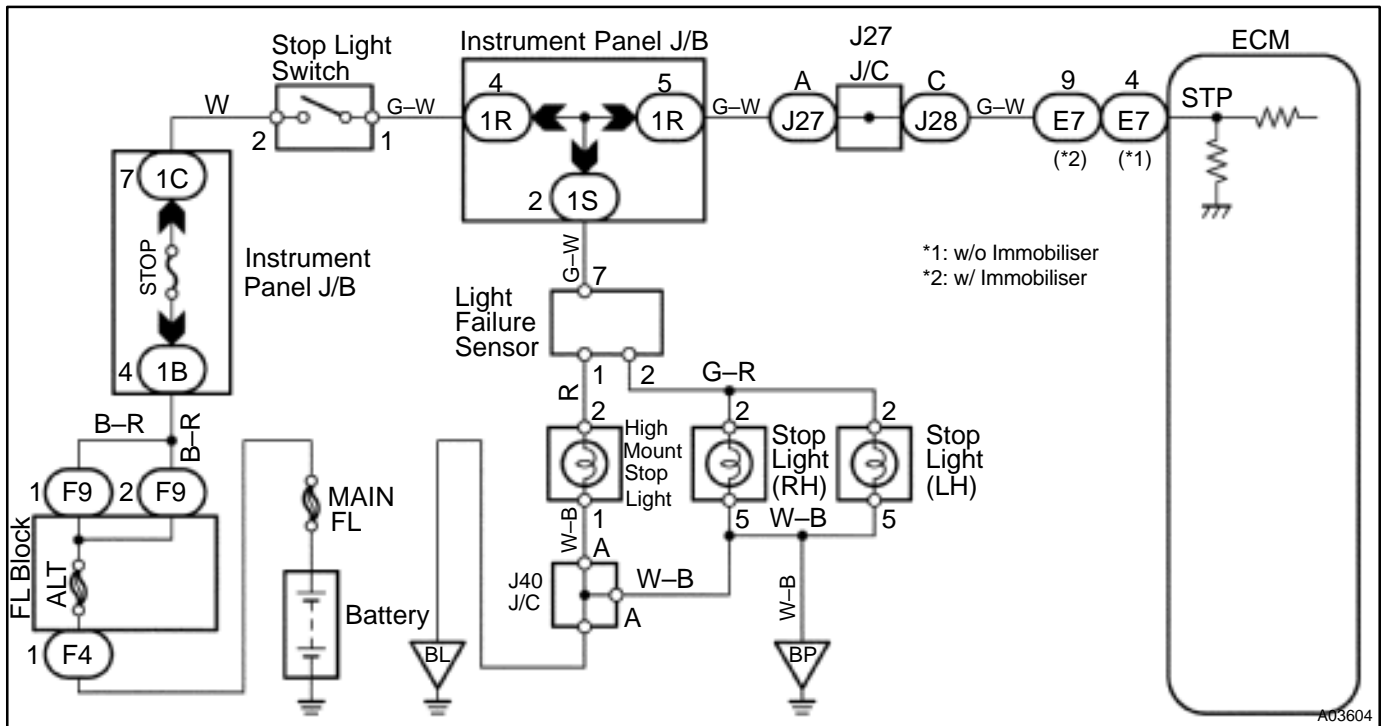 Stop Light
Switch
Instrument Panel J/B
J27
J/C
ECM
W
2
1
G–W
4
1R
5
1R
G–W
A
J27
C
J28
G–W
9
E7
(*2)
4
E7
(*1)
STP
7
1C
STOP
4
1B
Instrument
Panel J/B
2
1S
G–W
7
*1: w/o Immobiliser
*2: w/ Immobiliser
Light
Failure
Sensor
1
2
R
G–R
B–R
B–R
1
F9
2
F9
MAIN
FL
2
High
Mount
Stop
Light
1
2
Stop
Light
(RH)
5
2
Stop
Light
(LH)
5
W–B
FL Block
ALT
1
F4
Battery
W–B
A
J40
J/C
A
W–B
W–B
BL
BP
A03604